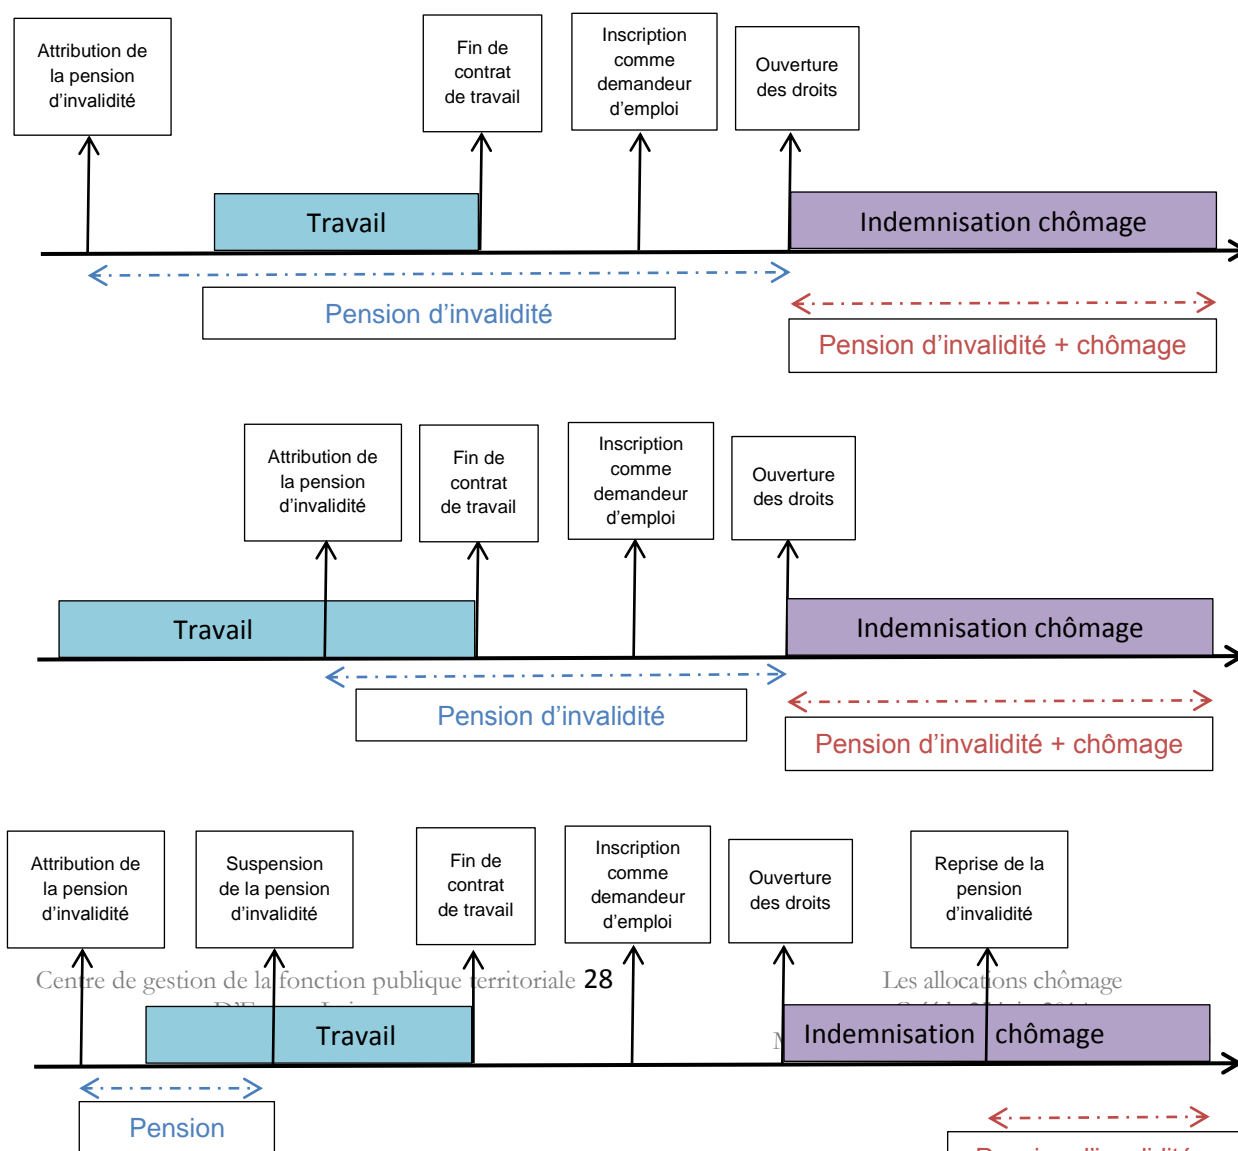 Attribution de
la pension
d'invalidité
Fin de
contrat
de travail
Inscription
comme
demandeur
d'emploi
Ouverture
des droits
Travail
Indemnisation chômage
Pension d'invalidité
Pension d'invalidité + chômage
Attribution de
la pension
d'invalidité
Fin de
contrat
de travail
Inscription
comme
demandeur
d'emploi
Ouverture
des droits
Travail
Indemnisation chômage
Pension d'invalidité
Pension d'invalidité + chômage
Attribution de
la pension
d'invalidité
Suspension
de la pension
d'invalidité
Fin de
contrat
de travail
Inscription
comme
demandeur
d'emploi
Ouverture
des droits
Reprise de la
pension
d'invalidité
Centre de gestion de la fonction publique territoriale 28
Les allocations chômage
Travail
Indemnisation chômage
Pension